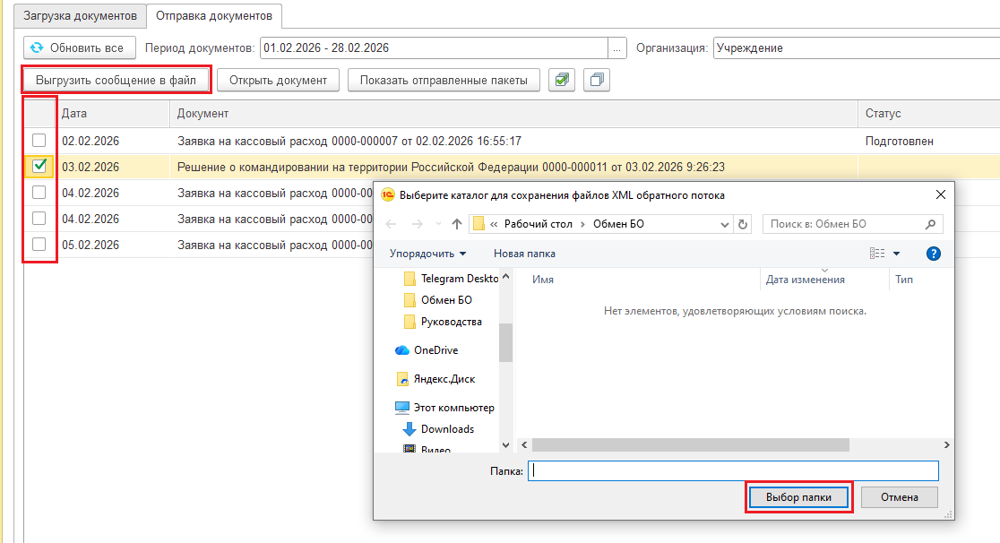 Загрузка документов Отправка документов
Обновить все Период документов: 01.02.2026 - 28.02.2026 ... Организация: Учреждение
Выгрузить сообщение в файл Открыть документ Показать отправленные пакеты
Дата Документ Статус
02.02.2026 Заявка на кассовый расход 0000-000007 от 02.02.2026 16:55:17 Подготовлен
03.02.2026 Решение о командировании на территории Российской Федерации 0000-000011 от 03.02.2026 9:26:23
04.02.2026 Заявка на кассовый расход 0000-00
04.02.2026 Заявка на кассовый расход 0000-00
05.02.2026 Заявка на кассовый расход 0000-00
1С Выберите каталог для сохранения файлов XML обратного потока
« Рабочий стол › Обмен БО Поиск в: Обмен БО
Упорядочить Новая папка ?
Имя Дата изменения Тип
Нет элементов, удовлетворяющих условиям поиска.
Telegram Deskto
Обмен БО
Руководства
OneDrive
Яндекс.Диск
Этот компьютер
Downloads
Видео
Папка:
Выбор папки Отмена